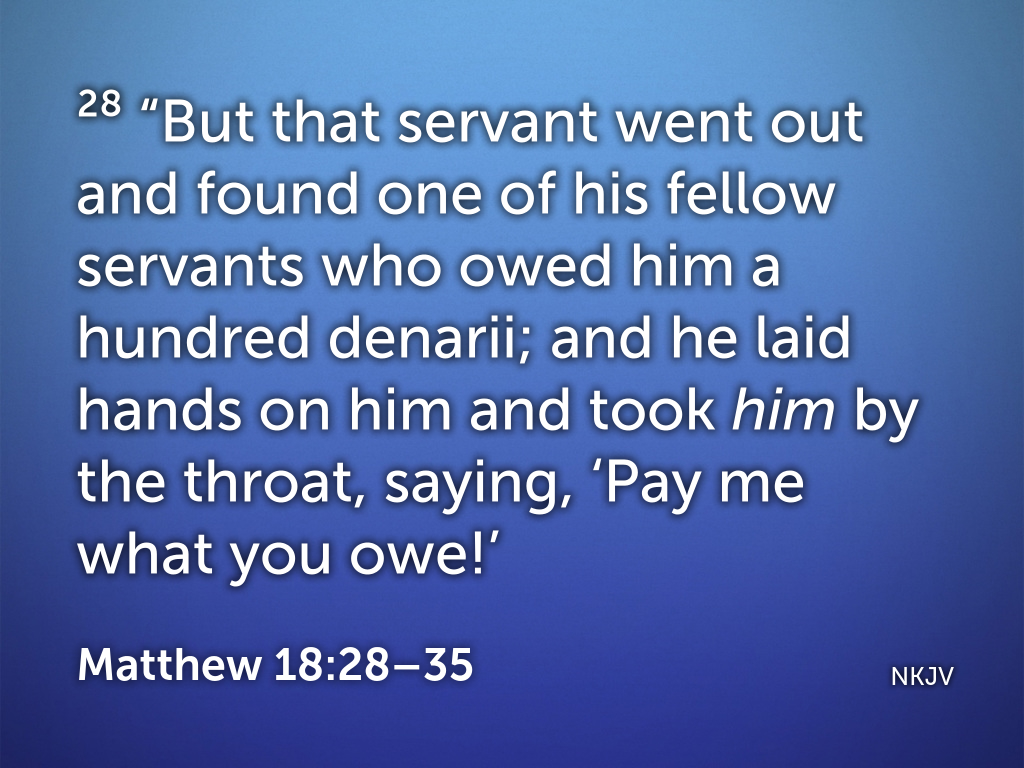 28 “But that servant went out
and found one of his fellow
servants who owed him a
hundred denarii; and he laid
hands on him and took him by
the throat, saying, ‘Pay me
what you owe!’
Matthew 18:28–35
NKJV